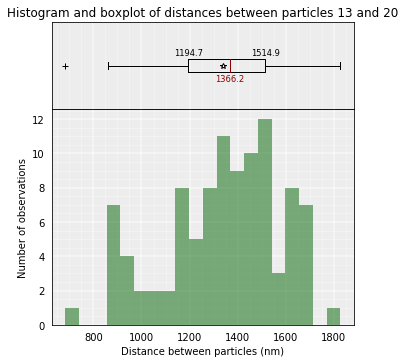 Histogram and boxplot of distances between particles 13 and 20
1194.7 1514.9
1366.2
12
10
8
6
4
2
0
800 1000 1200 1400 1600 1800
Number of observations
Distance between particles (nm)